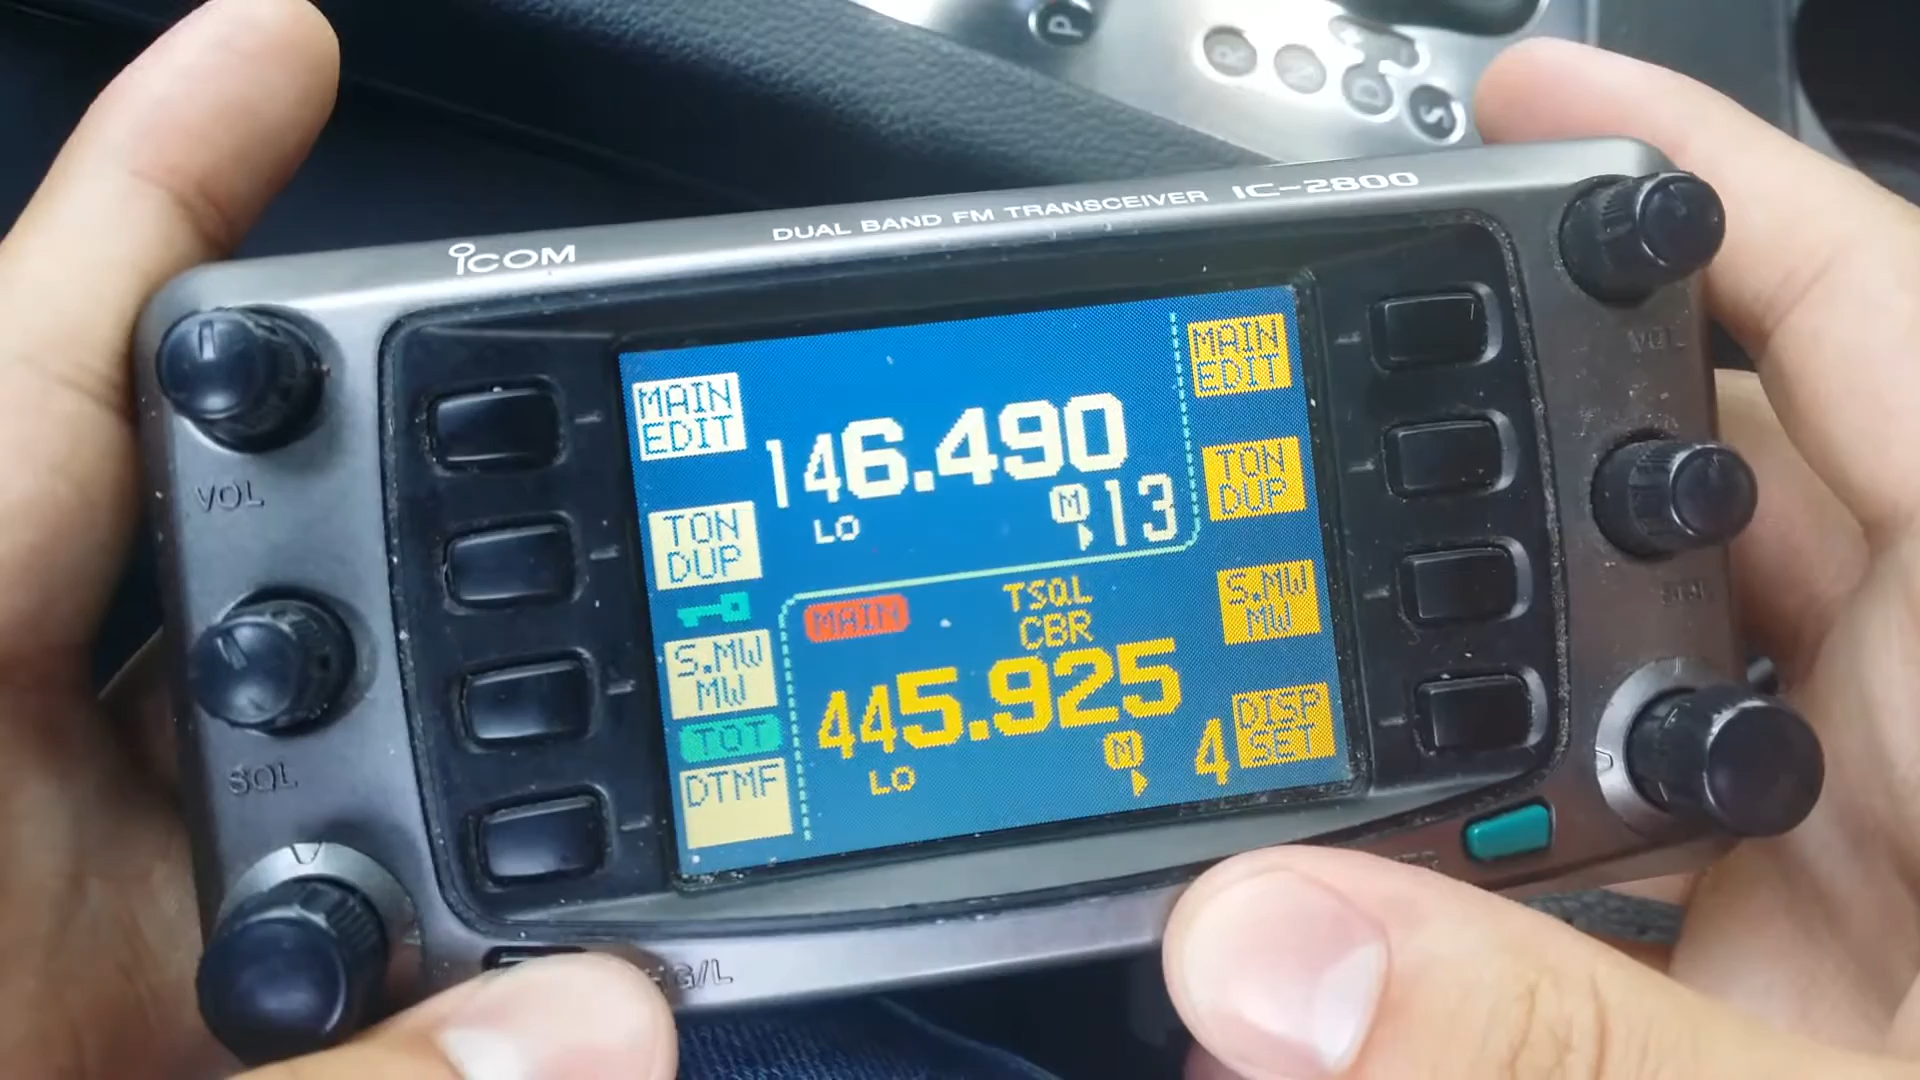 P
R
N
D
S
ICOM
DUAL BAND FM TRANSCEIVER IC-2800
MAIN
EDIT
146.490
LO
M
13
MAIN
EDIT
TON
DUP
TON
DUP
S.MW
MW
TOT
DTMF
MAIN
TSQL
CBR
445.925
LO
M
4
S.MW
MW
DISP
SET
VOL
SQL
VOL
SQL
G/L